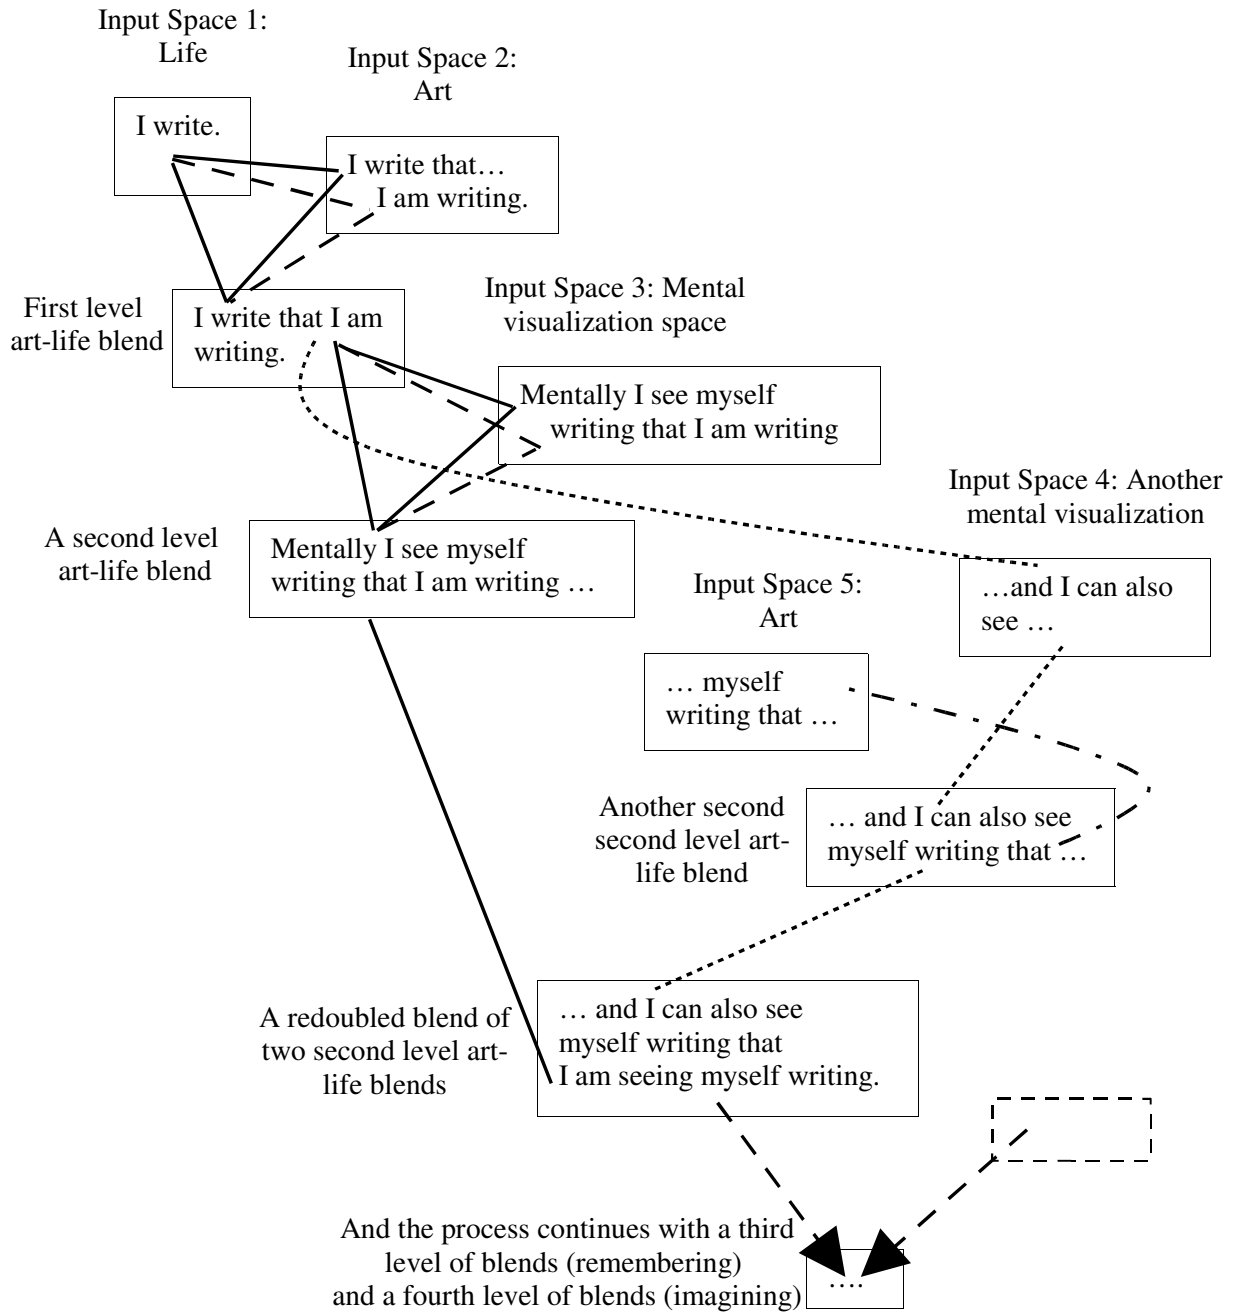 Input Space 1:
Life
Input Space 2:
Art
I write.
I write that…
I am writing.
First level
art-life blend
I write that I am
writing.
Input Space 3: Mental
visualization space
Mentally I see myself
writing that I am writing
Input Space 4: Another
mental visualization
A second level
art-life blend
Mentally I see myself
writing that I am writing …
…and I can also
see …
Input Space 5:
Art
… myself
writing that …
Another second
second level art-
life blend
… and I can also see
myself writing that …
A redoubled blend of
two second level art-
life blends
… and I can also see
myself writing that
I am seeing myself writing.
And the process continues with a third
level of blends (remembering)
and a fourth level of blends (imagining)
….